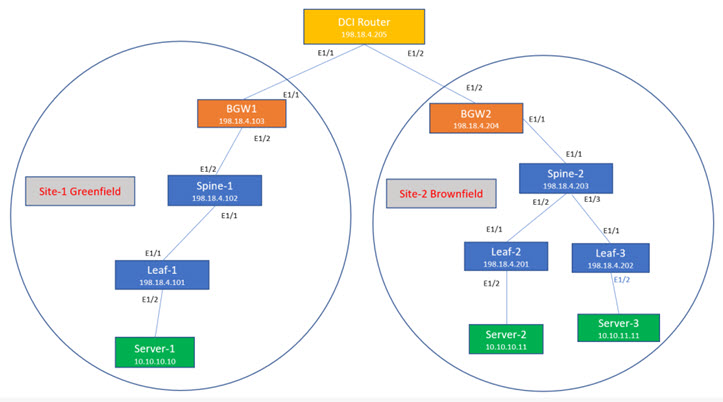 DCI Router
198.18.4.205
E1/1
E1/2
E1/1
E1/2
BGW1
198.18.4.103
BGW2
198.18.4.204
E1/1
E1/2
E1/1
E1/2
Spine-1
198.18.4.102
Spine-2
198.18.4.203
Site-1 Greenfield
Site-2 Brownfield
E1/1
E1/2
E1/3
E1/1
E1/1
E1/1
Leaf-1
198.18.4.101
Leaf-2
198.18.4.201
Leaf-3
198.18.4.202
E1/2
E1/2
E1/2
Server-1
10.10.10.10
Server-2
10.10.10.11
Server-3
10.10.11.11